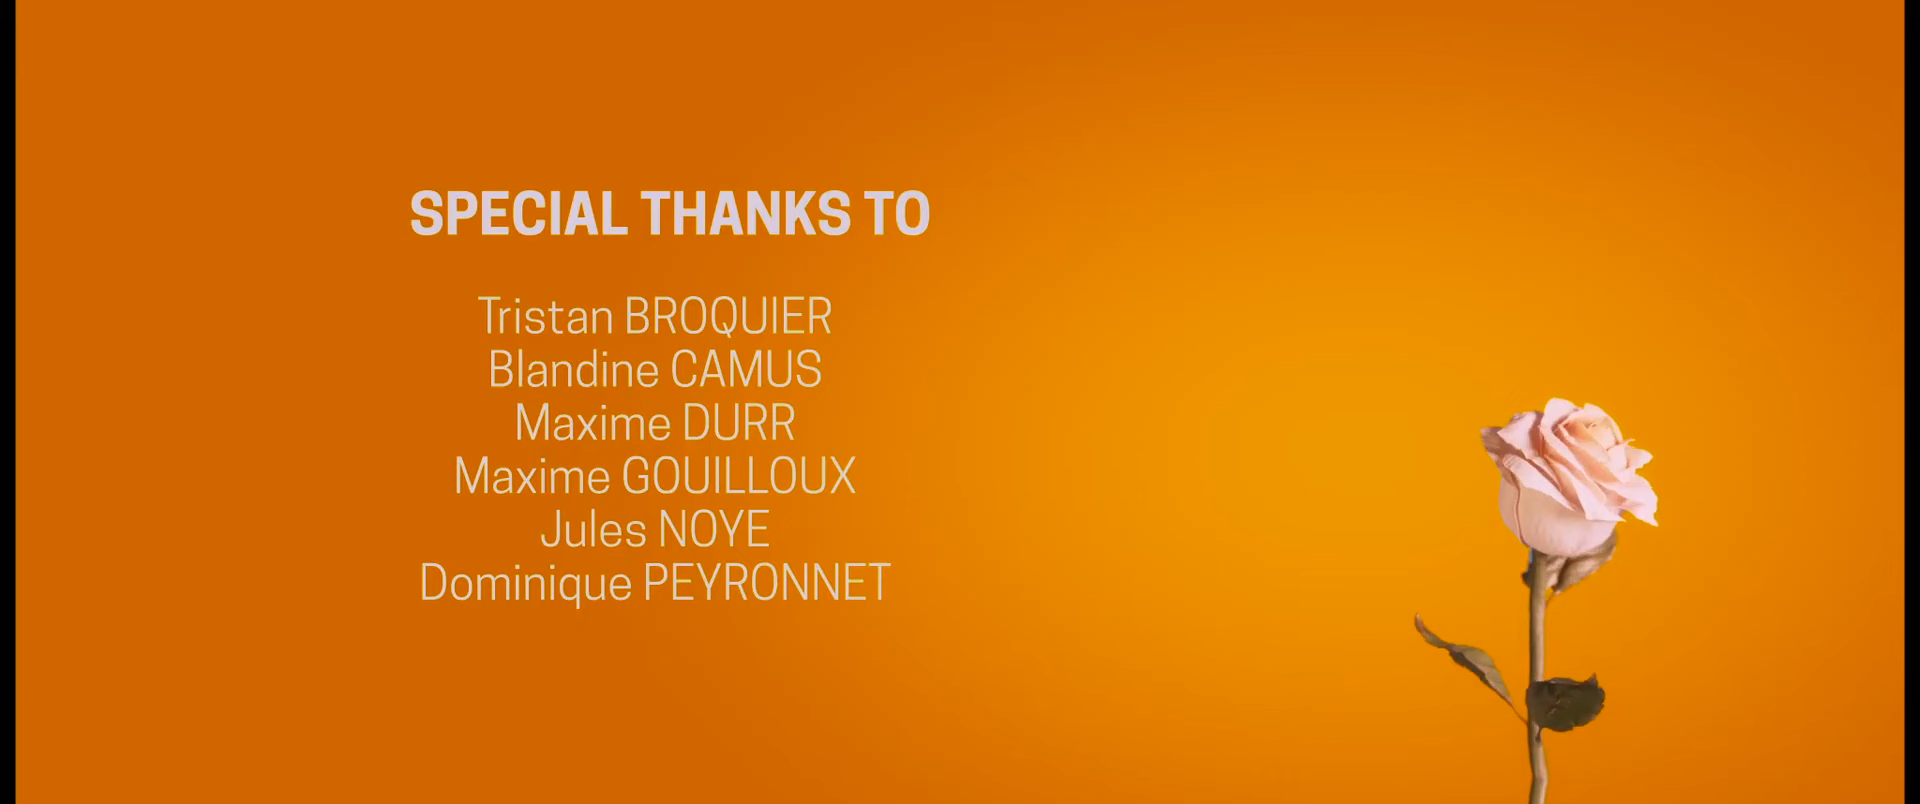 SPECIAL THANKS TO
Tristan BROQUIER
Blandine CAMUS
Maxime DURR
Maxime GOUILLOUX
Jules NOYE
Dominique PEYRONNET